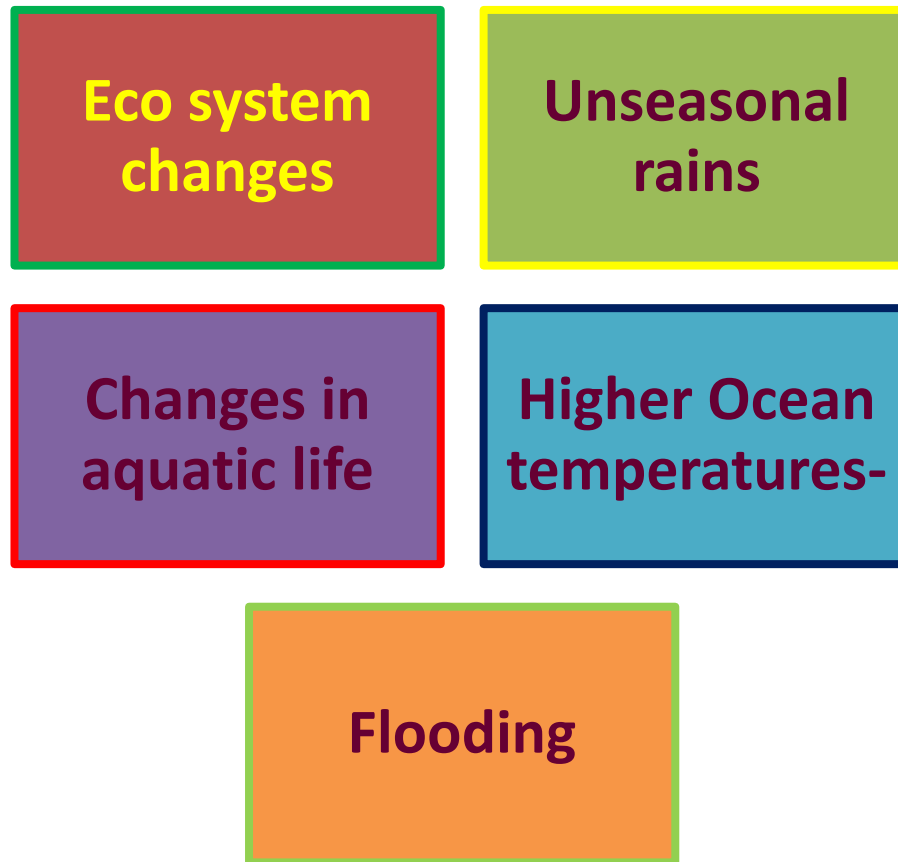 Eco system
changes
Unseasonal
rains
Changes in
aquatic life
Higher Ocean
temperatures-
Flooding